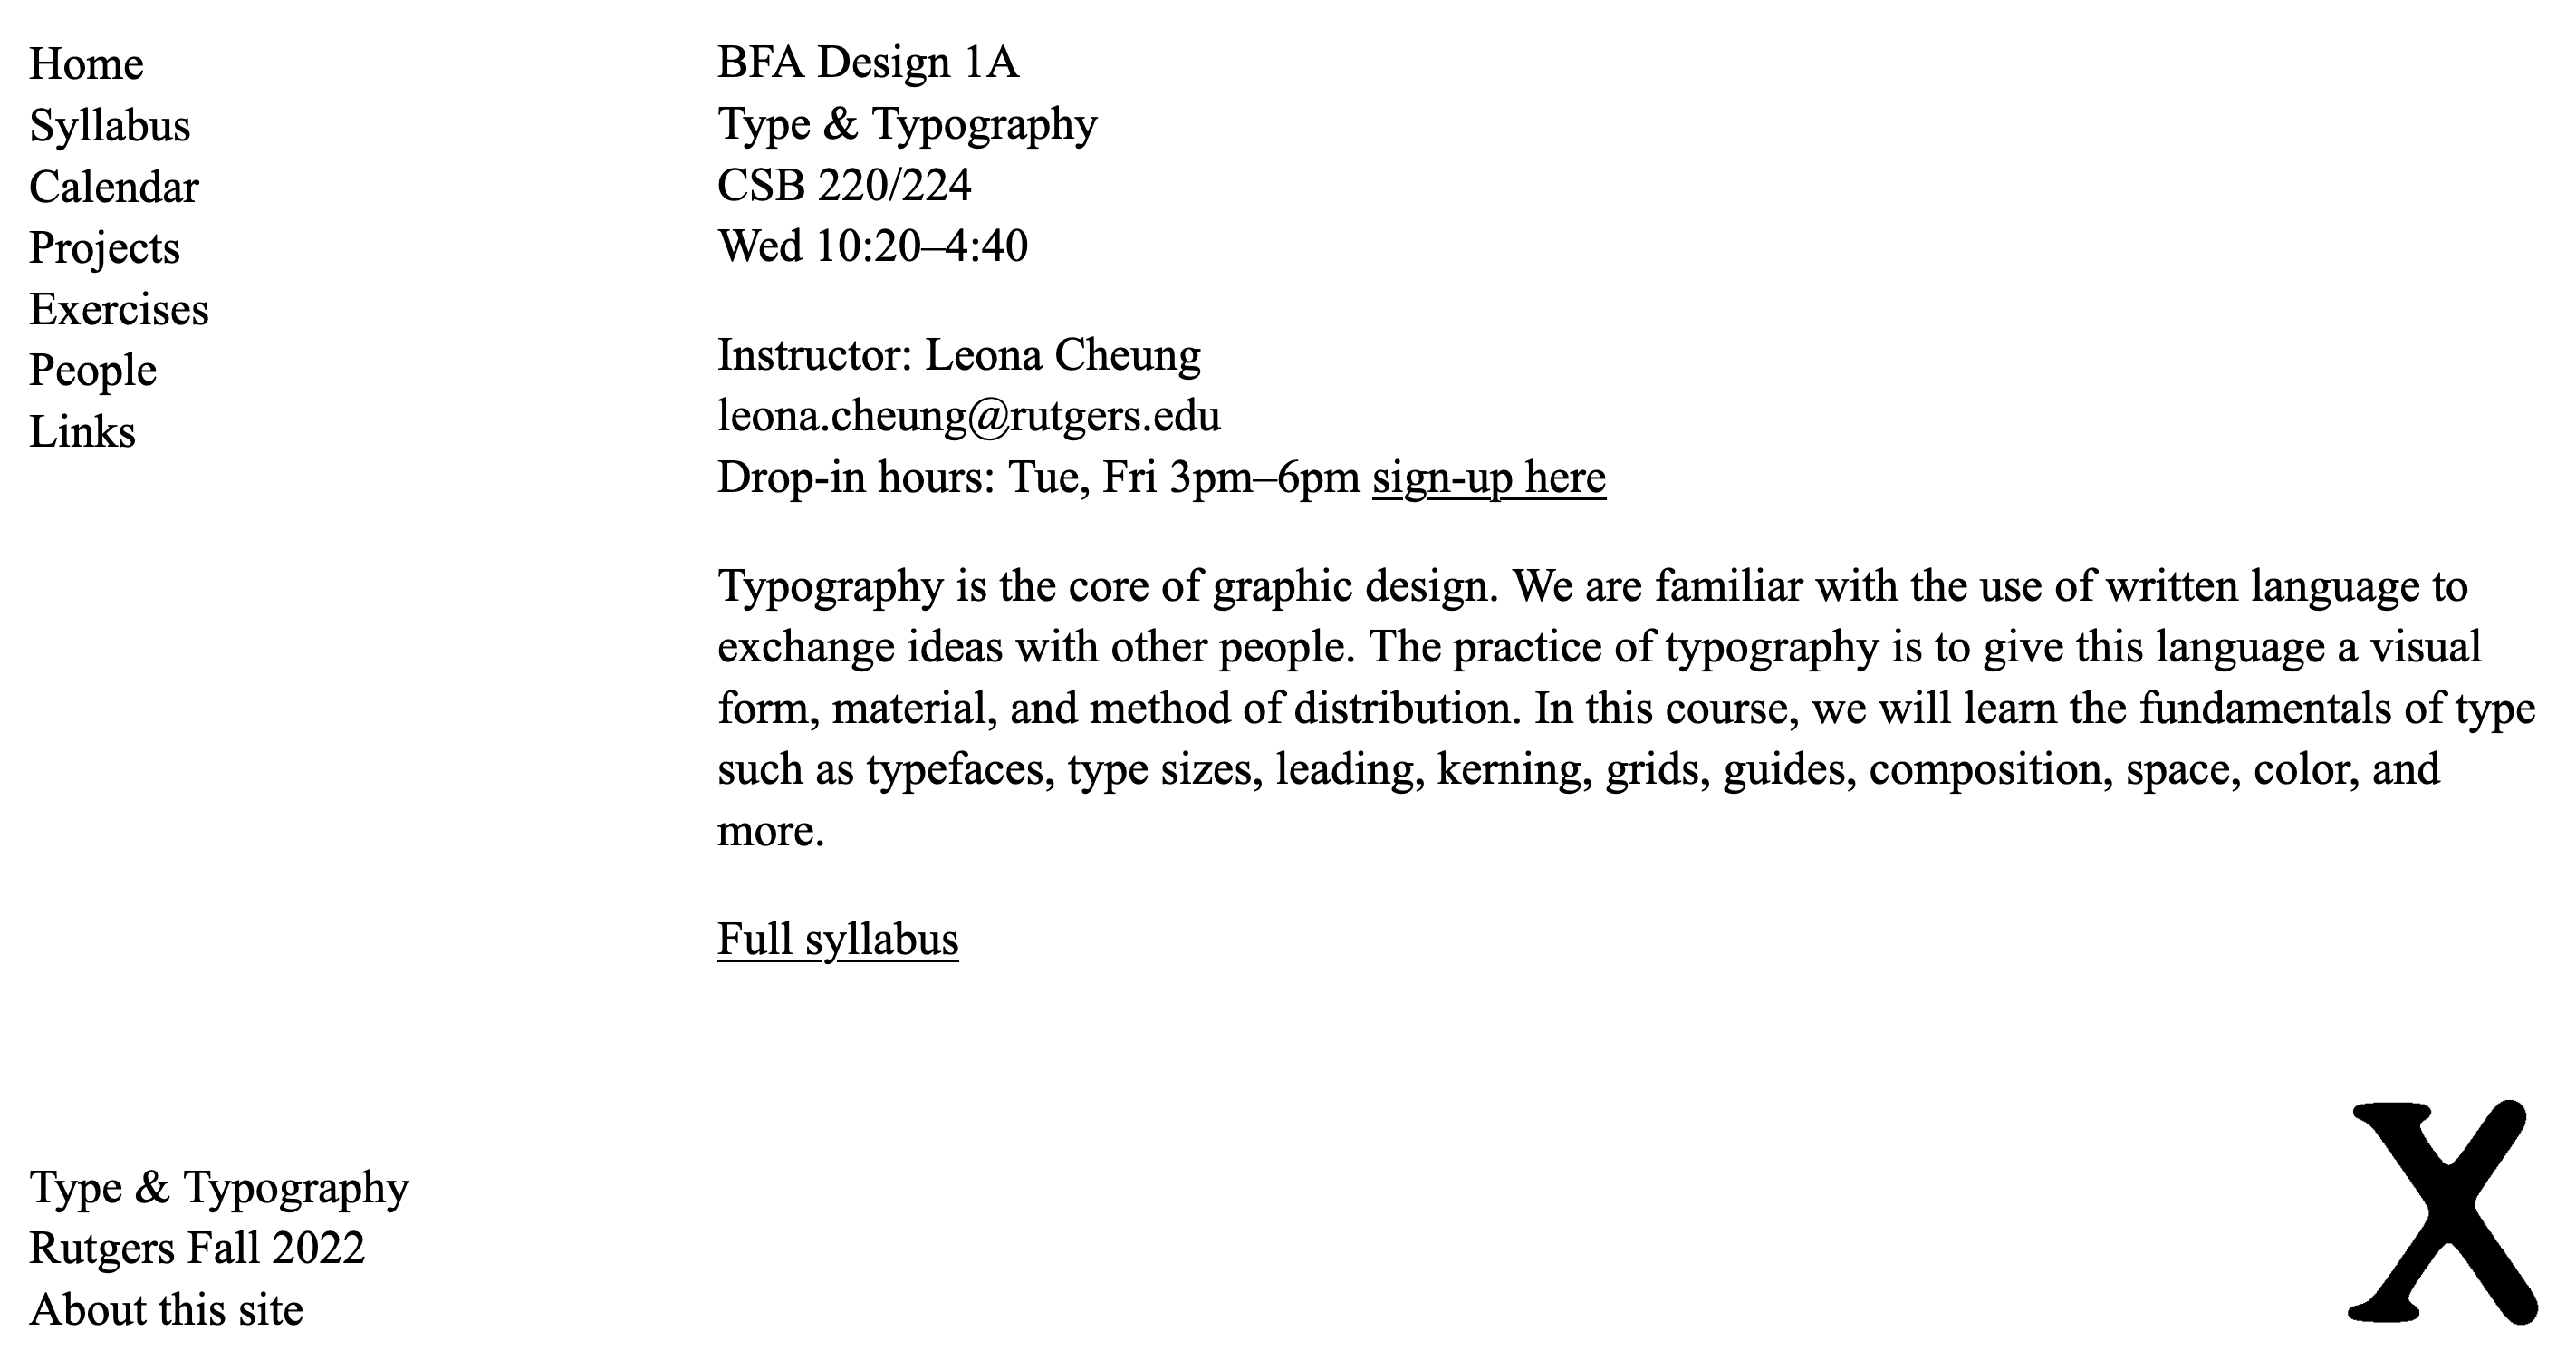 Home
Syllabus
Calendar
Projects
Exercises
People
Links
BFA Design 1A
Type & Typography
CSB 220/224
Wed 10:20–4:40
Instructor: Leona Cheung
leona.cheung@rutgers.edu
Drop-in hours: Tue, Fri 3pm–6pm sign-up here
Typography is the core of graphic design. We are familiar with the use of written language to
exchange ideas with other people. The practice of typography is to give this language a visual
form, material, and method of distribution. In this course, we will learn the fundamentals of type
such as typefaces, type sizes, leading, kerning, grids, guides, composition, space, color, and
more.
Full syllabus
Type & Typography
Rutgers Fall 2022
About this site
X